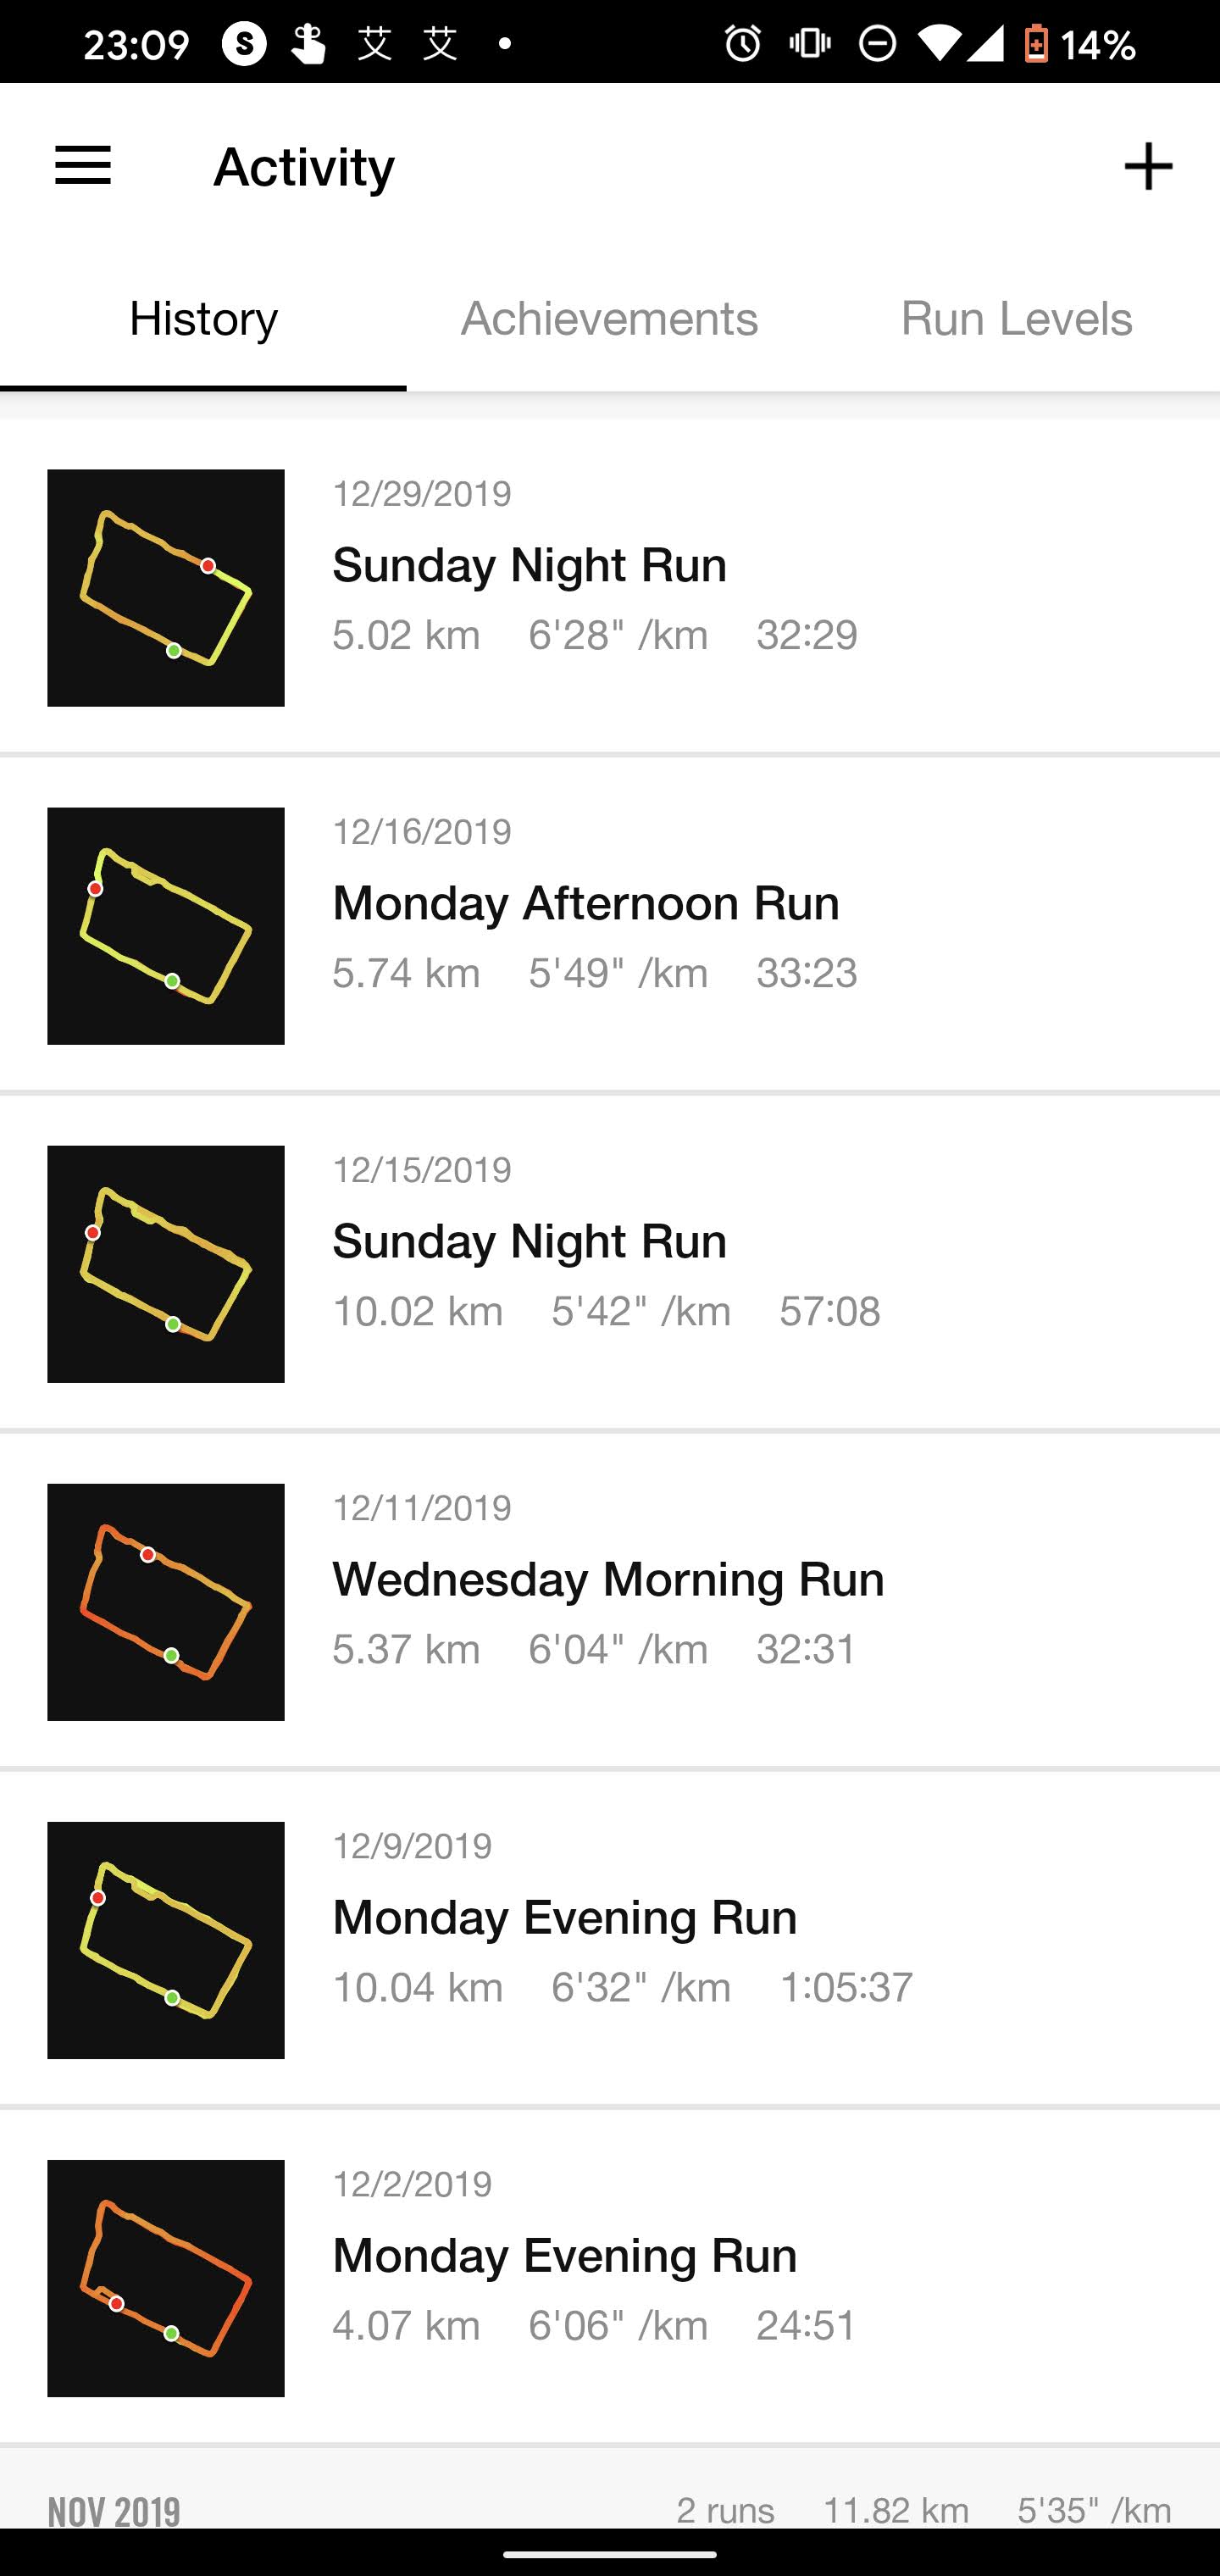 23:09 S 艾 艾 14%
Activity
History Achievements Run Levels
12/29/2019
Sunday Night Run
5.02 km 6'28" /km 32:29
12/16/2019
Monday Afternoon Run
5.74 km 5'49" /km 33:23
12/15/2019
Sunday Night Run
10.02 km 5'42" /km 57:08
12/11/2019
Wednesday Morning Run
5.37 km 6'04" /km 32:31
12/9/2019
Monday Evening Run
10.04 km 6'32" /km 1:05:37
12/2/2019
Monday Evening Run
4.07 km 6'06" /km 24:51
NOV 2019 2 runs 11.82 km 5'35" /km